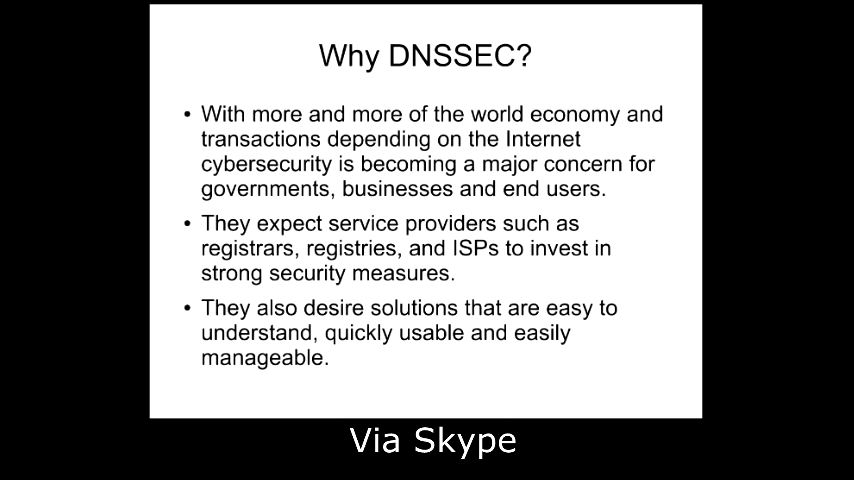 Why DNSSEC?
• With more and more of the world economy and
transactions depending on the Internet
cybersecurity is becoming a major concern for
governments, businesses and end users.
• They expect service providers such as
registrars, registries, and ISPs to invest in
strong security measures.
• They also desire solutions that are easy to
understand, quickly usable and easily
manageable.
Via Skype